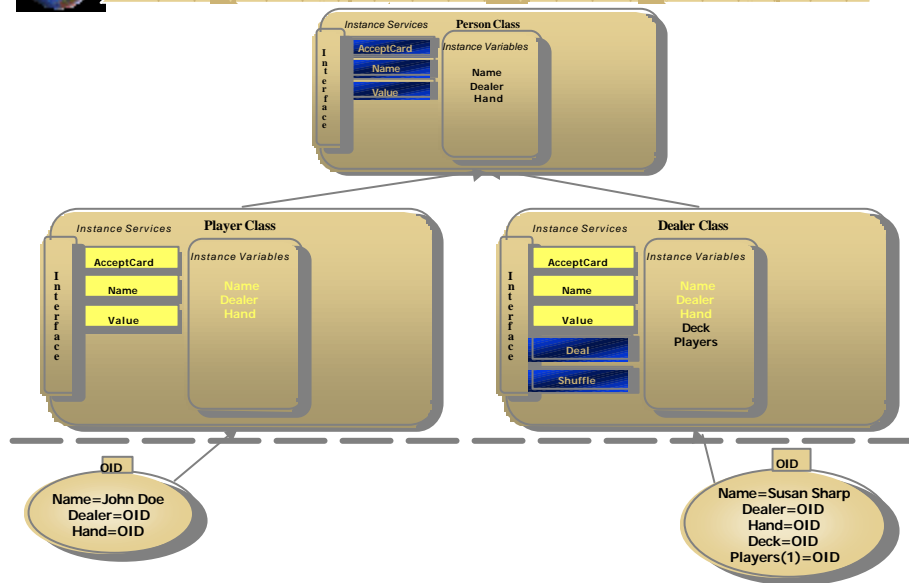 Instance Services
Person Class
Interface
AcceptCard
Name
Value
Instance Variables
Name
Dealer
Hand
Instance Services
Player Class
Interface
AcceptCard
Name
Value
Instance Variables
Name
Dealer
Hand
Instance Services
Dealer Class
Interface
AcceptCard
Name
Value
Deal
Shuffle
Instance Variables
Name
Dealer
Hand
Deck
Players
OID
Name=John Doe
Dealer=OID
Hand=OID
OID
Name=Susan Sharp
Dealer=OID
Hand=OID
Deck=OID
Players(1)=OID